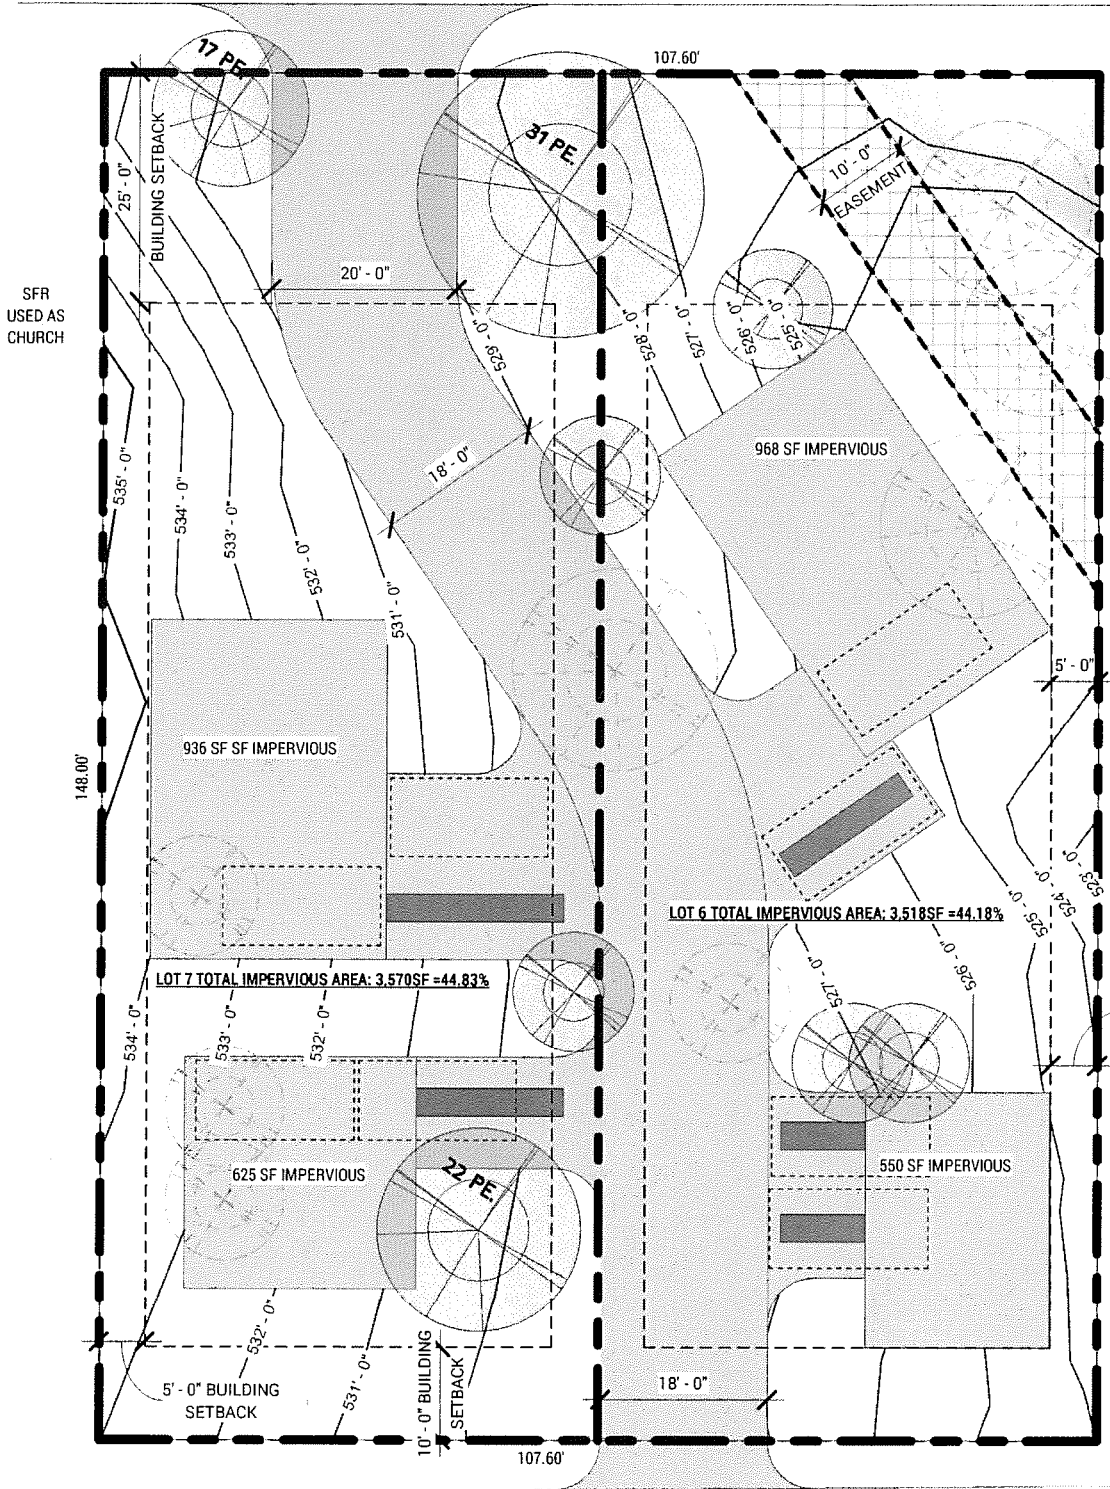 17 PE.
107.60'
31 PE.
10' - 0"
EASEMENT
25' - 0"
BUILDING SETBACK
SFR
USED AS
CHURCH
20' - 0"
529' - 0"
528' - 0"
527' - 0"
526' - 0"
525' - 0"
18' - 0"
968 SF IMPERVIOUS
535' - 0"
534' - 0"
533' - 0"
532' - 0"
531' - 0"
5' - 0"
936 SF SF IMPERVIOUS
148.00'
523' - 0"
524' - 0"
525' - 0"
LOT 6 TOTAL IMPERVIOUS AREA: 3,518SF =44.18%
526' - 0"
527' - 0"
LOT 7 TOTAL IMPERVIOUS AREA: 3,570SF =44.83%
534' - 0"
533' - 0"
532' - 0"
625 SF IMPERVIOUS
22 PE.
550 SF IMPERVIOUS
532' - 0"
531' - 0"
5' - 0" BUILDING
SETBACK
10' - 0" BUILDING
SETBACK
18' - 0"
107.60'